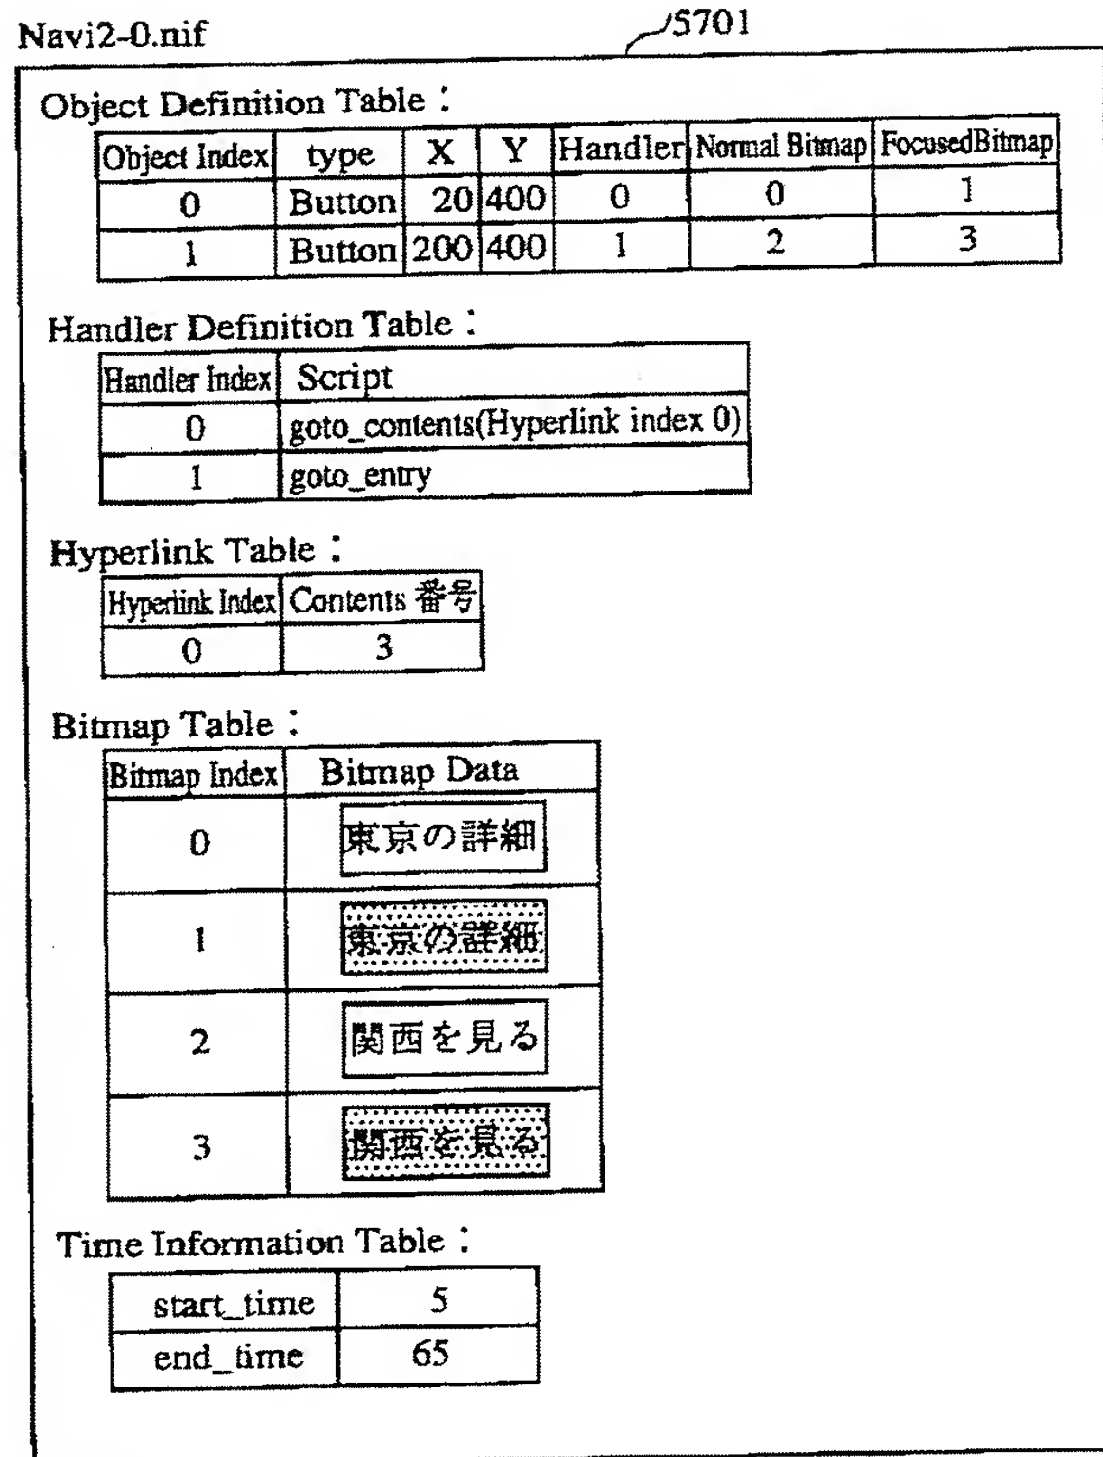 Navi2-0.nif
5701
Object Definition Table :
Object Index type X Y Handler Normal Bitmap FocusedBitmap
0 Button 20 400 0 0 1
1 Button 200 400 1 2 3
Handler Definition Table :
Handler Index Script
0 goto_contents(Hyperlink index 0)
1 goto_entry
Hyperlink Table :
Hyperlink Index Contents 番号
0 3
Bitmap Table :
Bitmap Index Bitmap Data
0 東京の詳細
1 東京の詳細
2 関西を見る
3 関西を見る
Time Information Table :
start_time 5
end_time 65